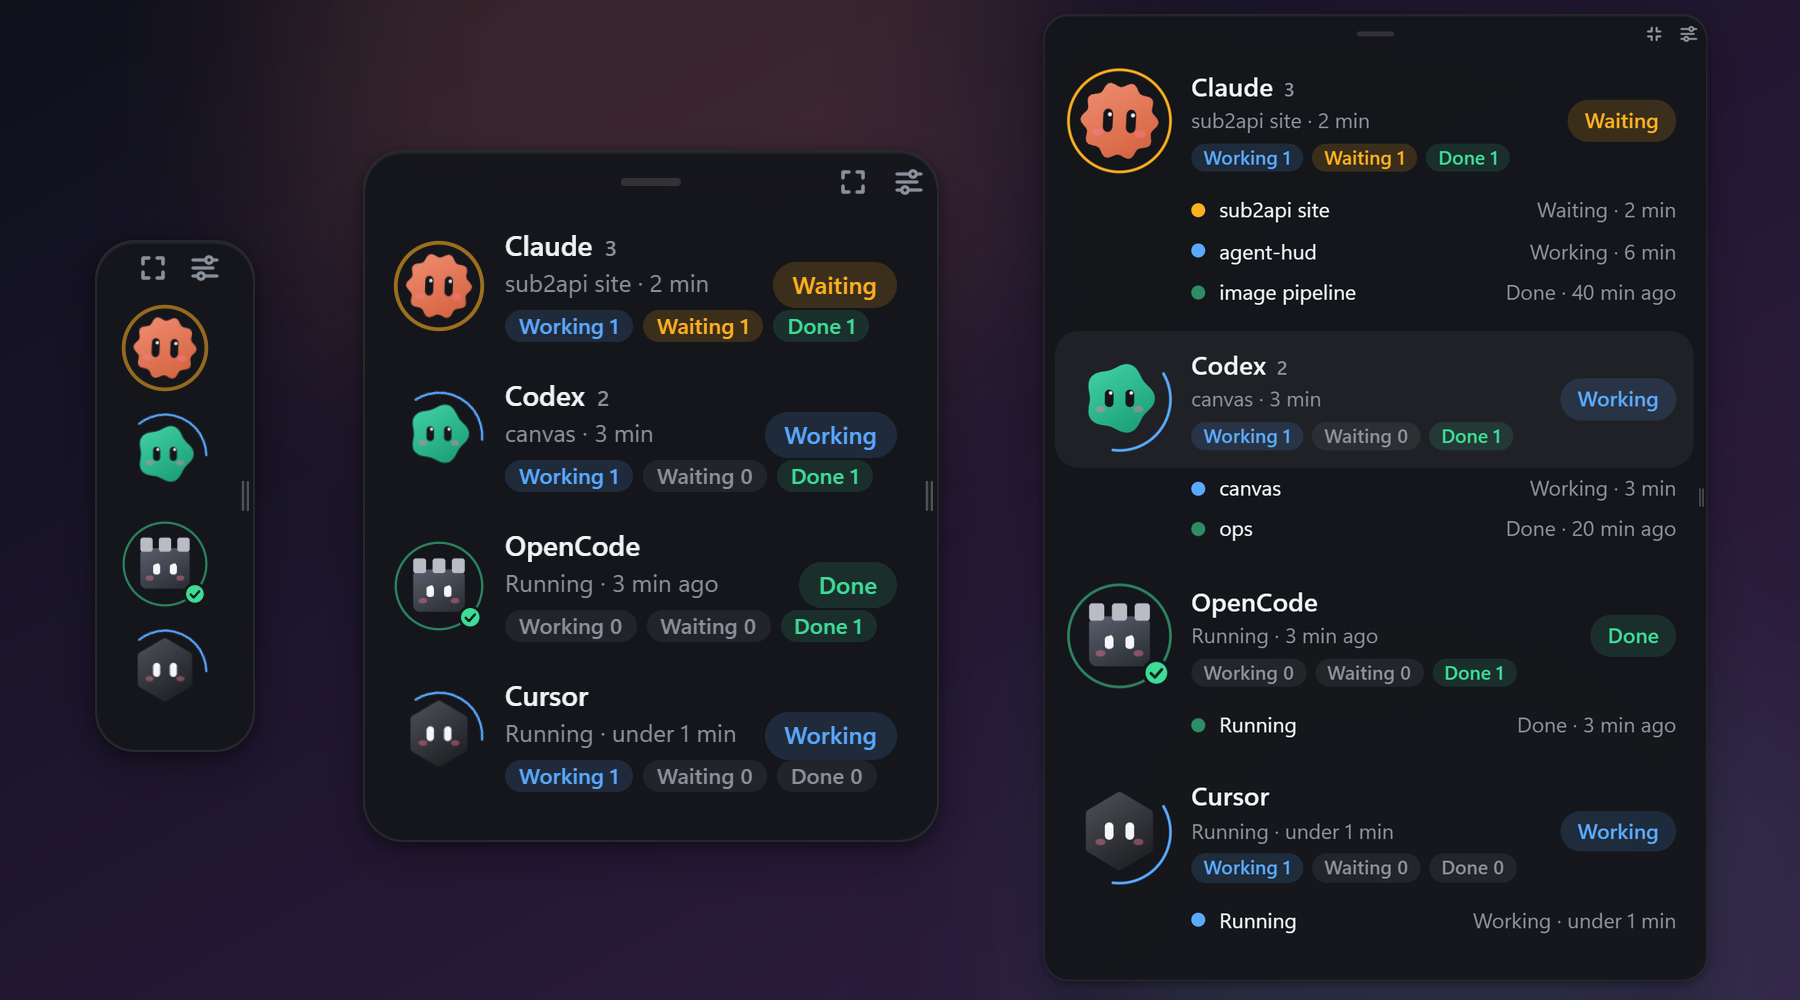 Claude 3
sub2api site · 2 min
Waiting
Working 1 Waiting 1 Done 1
Codex 2
canvas · 3 min
Working
Working 1 Waiting 0 Done 1
OpenCode
Running · 3 min ago
Done
Working 0 Waiting 0 Done 1
Cursor
Running · under 1 min
Working
Working 1 Waiting 0 Done 0
Claude 3
sub2api site · 2 min
Waiting
Working 1 Waiting 1 Done 1
sub2api site Waiting · 2 min
agent-hud Working · 6 min
image pipeline Done · 40 min ago
Codex 2
canvas · 3 min
Working
Working 1 Waiting 0 Done 1
canvas Working · 3 min
ops Done · 20 min ago
OpenCode
Running · 3 min ago
Done
Working 0 Waiting 0 Done 1
Running Done · 3 min ago
Cursor
Running · under 1 min
Working
Working 1 Waiting 0 Done 0
Running Working · under 1 min